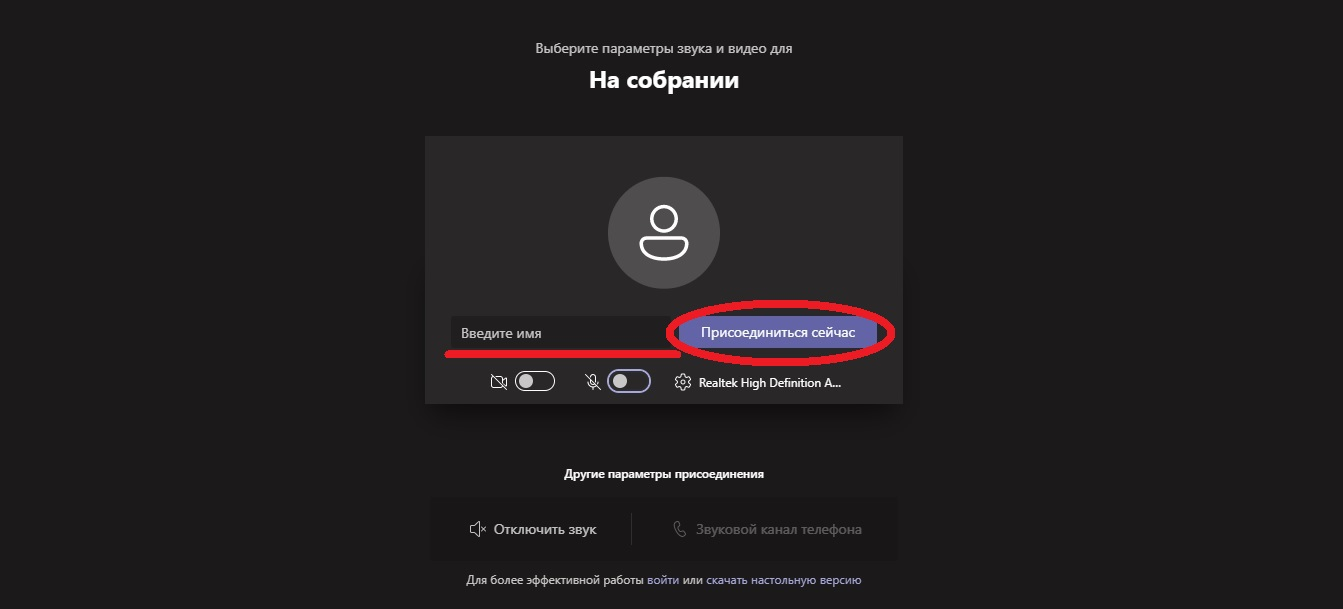 Выберите параметры звука и видео для
На собрании
Введите имя
Присоединиться сейчас
Realtek High Definition A...
Другие параметры присоединения
Отключить звук
Звуковой канал телефона
Для более эффективной работы войти или скачать настольную версию